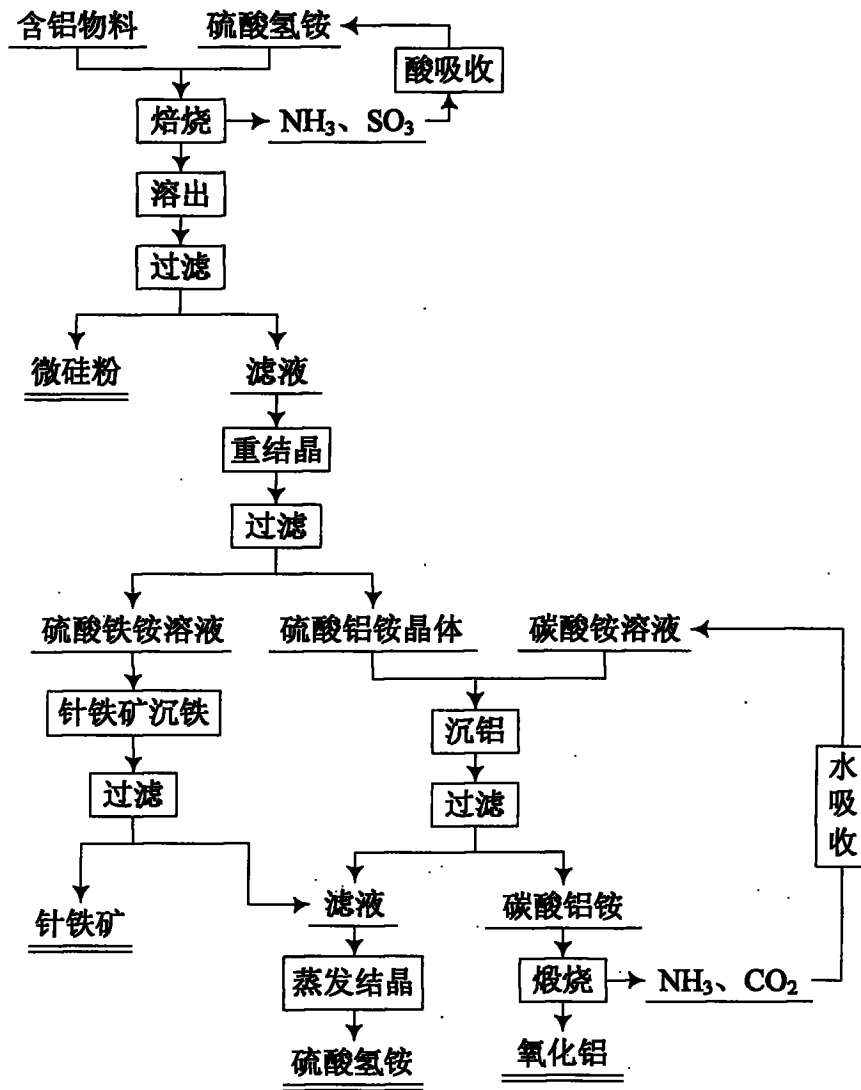 含铝物料 硫酸氢铵
酸吸收
焙烧 NH₃、SO₃
溶出
过滤
微硅粉 滤液
重结晶
过滤
硫酸铁铵溶液 硫酸铝铵晶体 碳酸铵溶液
针铁矿沉铁 沉铝
过滤 过滤
水吸收
针铁矿 滤液 碳酸铝铵
蒸发结晶 煅烧 NH₃、CO₂
硫酸氢铵 氧化铝